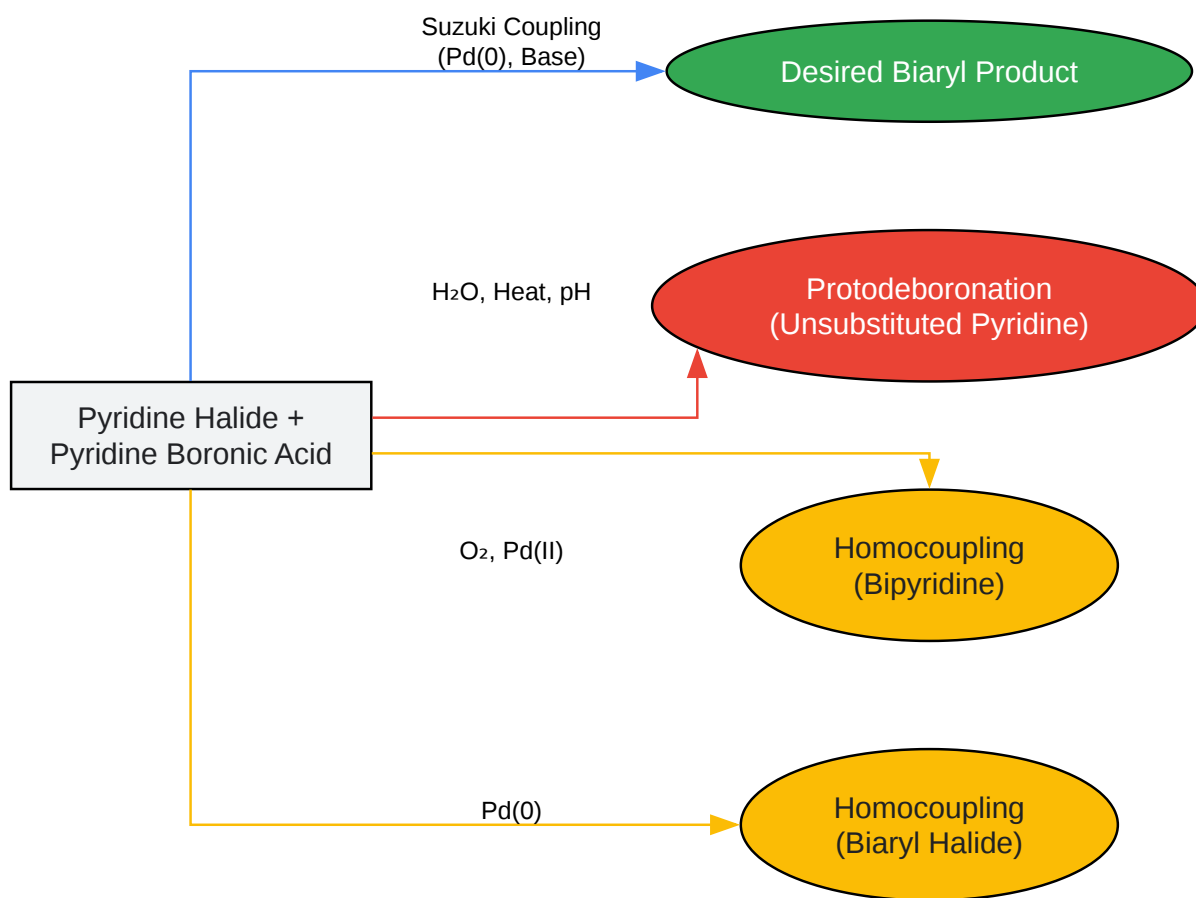 Suzuki Coupling
(Pd(0), Base)
Desired Biaryl Product
H₂O, Heat, pH
Protodeboronation
(Unsubstituted Pyridine)
Pyridine Halide +
Pyridine Boronic Acid
O₂, Pd(II)
Homocoupling
(Bipyridine)
Pd(0)
Homocoupling
(Biaryl Halide)